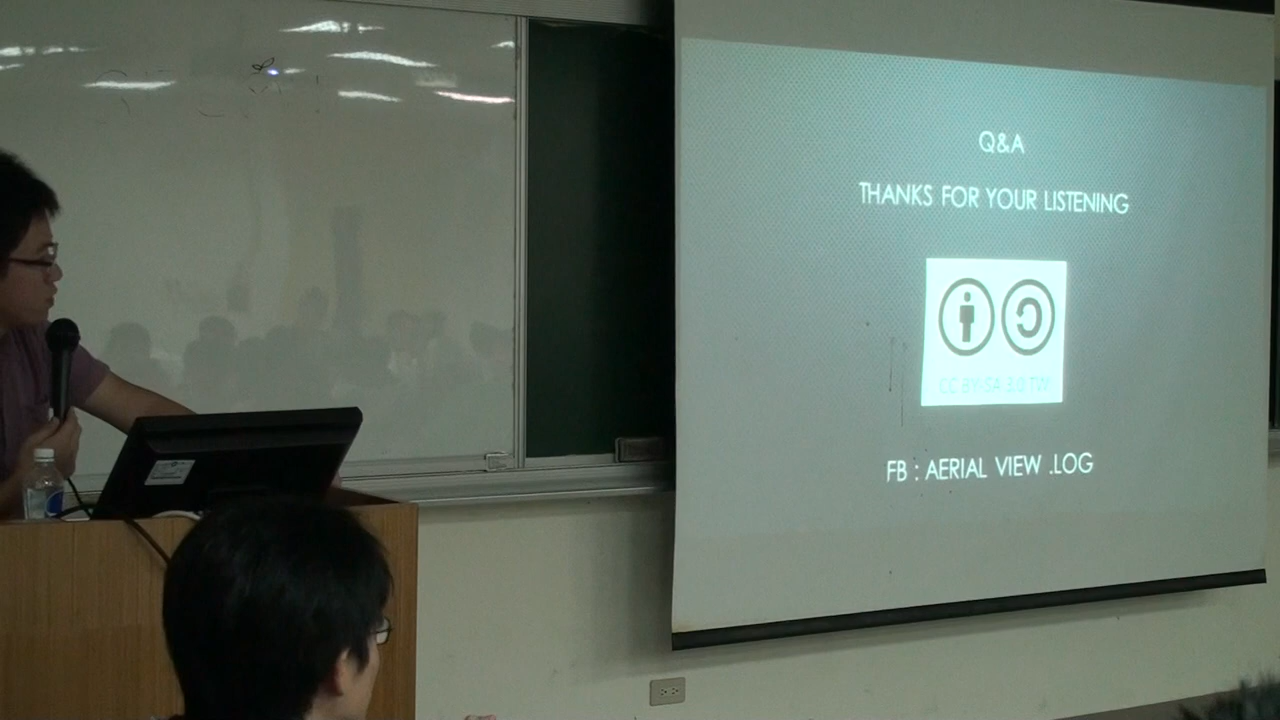 Q&A
THANKS FOR YOUR LISTENING
CC BY-SA 3.0 TW
FB : AERIAL VIEW .LOG